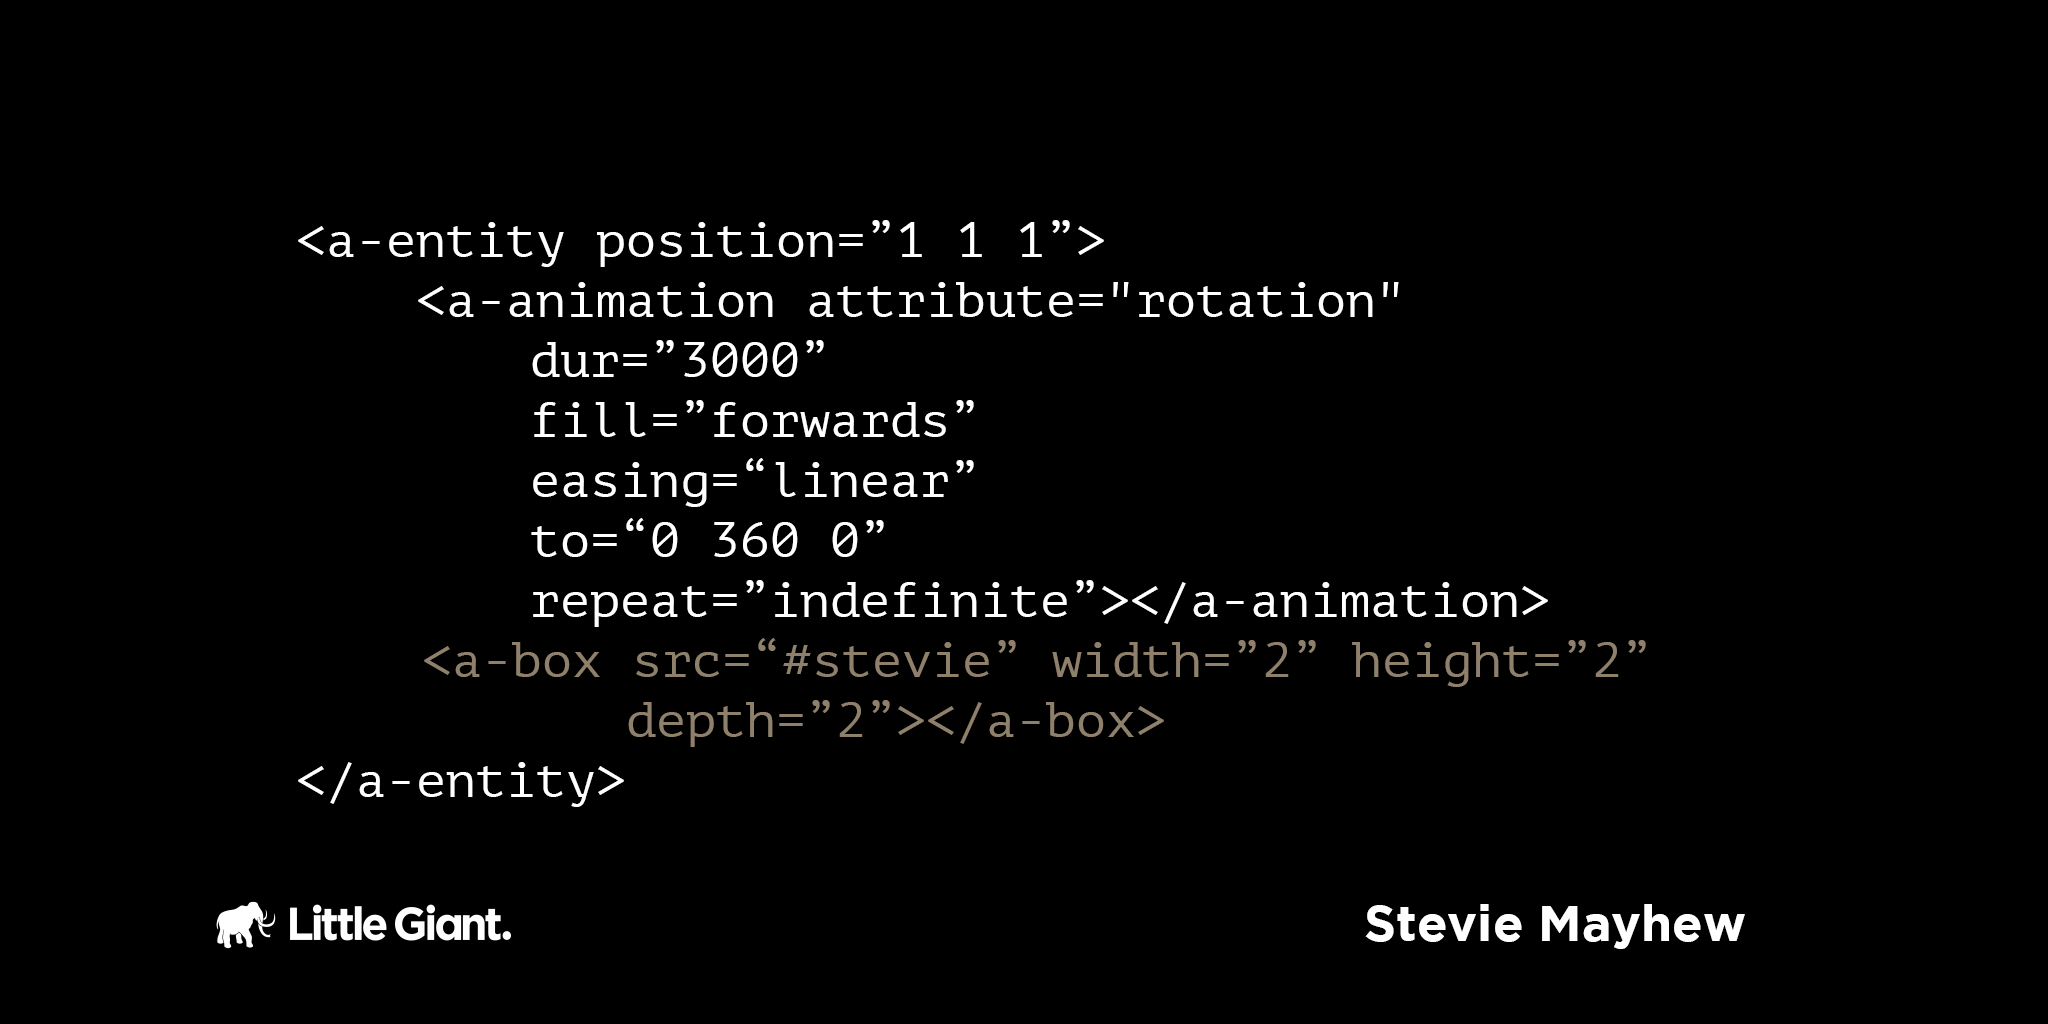 <a-entity position=”1 1 1”>
<a-animation attribute="rotation"
dur=”3000”
fill=”forwards”
easing=“linear”
to=“0 360 0”
repeat=”indefinite”></a-animation>
<a-box src=“#stevie” width=”2” height=”2”
depth=”2”></a-box>
</a-entity>
Little Giant.
Stevie Mayhew